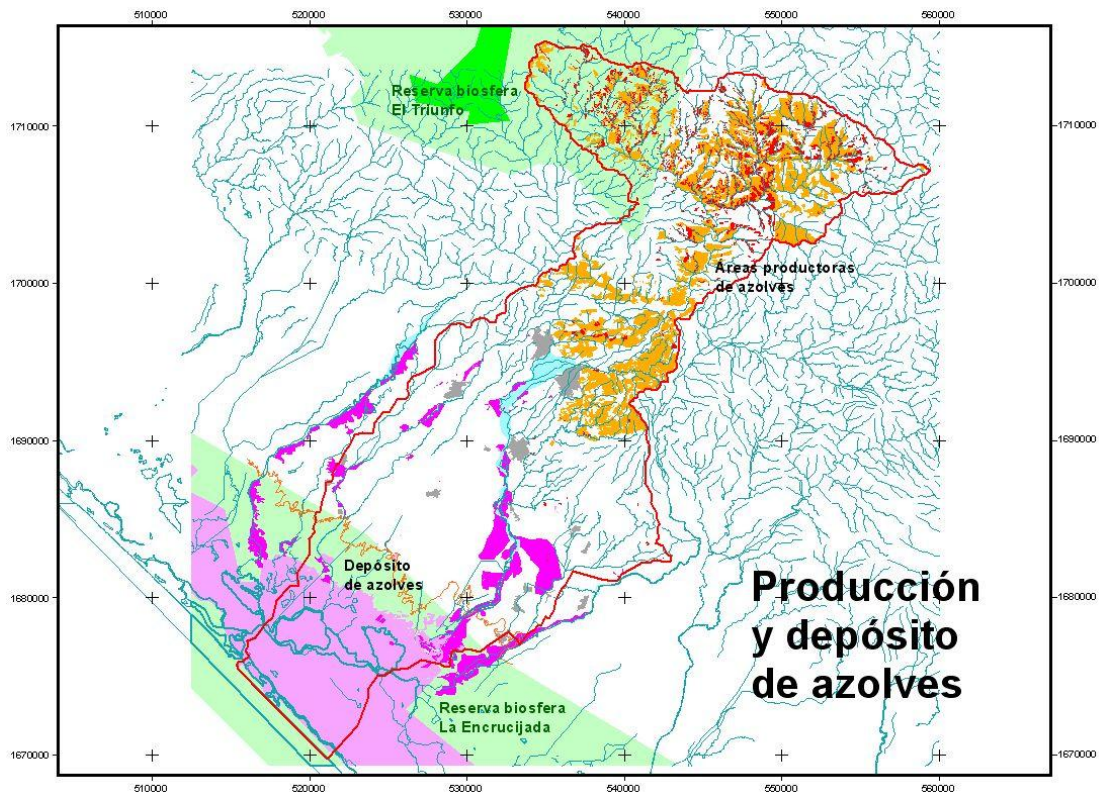 510000 520000 530000 540000 550000 560000
Reserva biosfera
El Triunfo
1710000 1710000
Áreas productoras
de azolves
1700000 1700000
1690000 1690000
Depósito
de azolves
Producción
y depósito
de azolves
1680000 1680000
Reserva biosfera
La Encrucijada
1670000 1670000
510000 520000 530000 540000 550000 560000